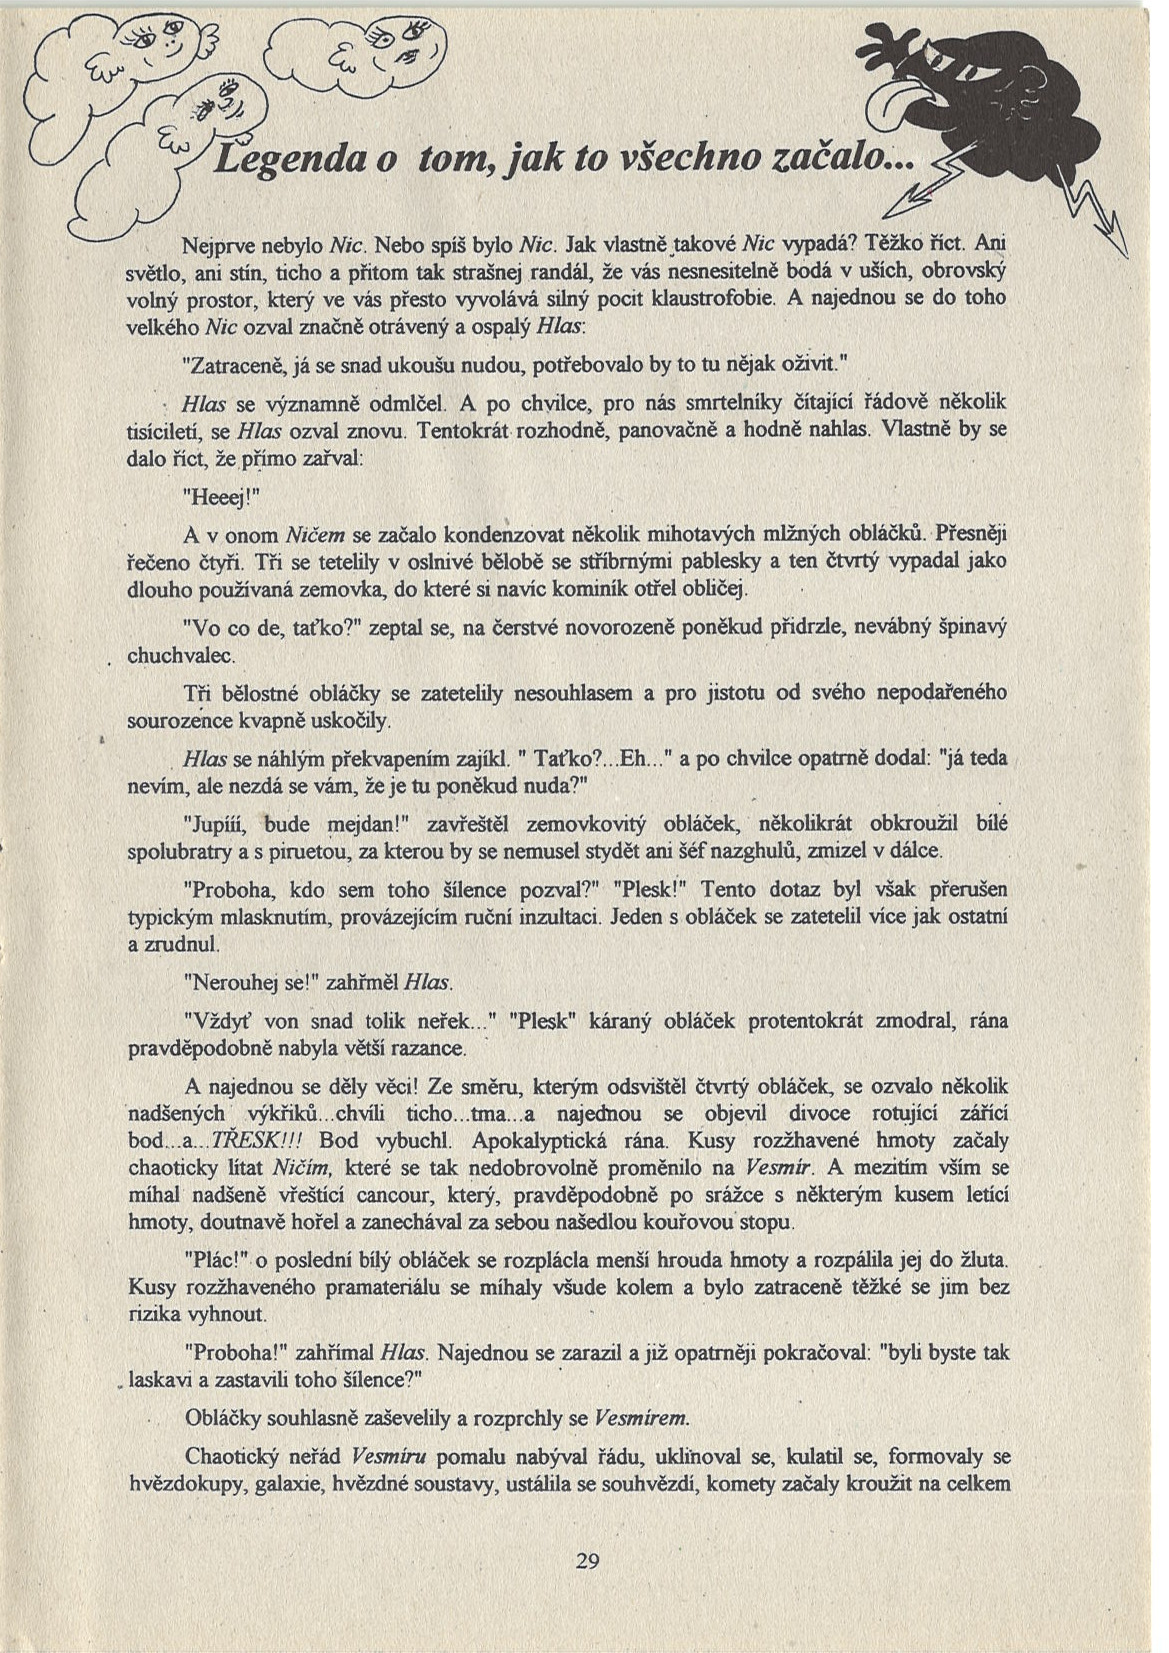 Legenda o tom, jak to všechno začalo...
Nejprve nebylo Nic. Nebo spíš bylo Nic. Jak vlastně takové Nic vypadá? Těžko říct. Ani
světlo, ani stín, ticho a přitom tak strašnej randál, že vás nesnesitelně bodá v uších, obrovský
volný prostor, který ve vás přesto vyvolává silný pocit klaustrofobie. A najednou se do toho
velkého Nic ozval značně otrávený a ospalý Hlas:
"Zatraceně, já se snad ukoušu nudou, potřebovalo by to tu nějak oživit."
Hlas se významně odmlčel. A po chvilce, pro nás smrtelníky čítající řádově několik
tisíciletí, se Hlas ozval znovu. Tentokrát rozhodně, panovačně a hodně nahlas. Vlastně by se
dalo říct, že přímo zařval:
"Heeej!"
A v onom Ničem se začalo kondenzovat několik mihotavých mlžných obláčků. Přesněji
řečeno čtyři. Tři se tetelily v oslnivé bělobě se stříbrnými pablesky a ten čtvrtý vypadal jako
dlouho používaná zemovka, do které si navíc kominík otřel obličej.
"Vo co de, taťko?" zeptal se, na čerstvé novorozeně poněkud přidrzle, nevábný špinavý
chuchvalec.
Tři bělostné obláčky se zatetelily nesouhlasem a pro jistotu od svého nepodařeného
sourozence kvapně uskočily.
Hlas se náhlým překvapením zajíkl. " Taťko?...Eh..." a po chvilce opatrně dodal: "já teda
nevím, ale nezdá se vám, že je tu poněkud nuda?"
"Jupííí, bude mejdan!" zavřeštěl zemovkovitý obláček, několikrát obkroužil bílé
spolubratry a s piruetou, za kterou by se nemusel stydět ani šéf nazghulů, zmizel v dálce.
"Proboha, kdo sem toho šílence pozval?" "Plesk!" Tento dotaz byl však přerušen
typickým mlasknutím, provázejícím ruční inzultaci. Jeden s obláček se zatetelil více jak ostatní
a zrudnul.
"Nerouhej se!" zahřměl Hlas.
"Vždyť von snad tolik neřek..." "Plesk" káraný obláček protentokrát zmodral, rána
pravděpodobně nabyla větší razance.
A najednou se děly věci! Ze směru, kterým odsvištěl čtvrtý obláček, se ozvalo několik
nadšených výkřiků...chvíli ticho...tma...a najednou se objevil divoce rotující zářící
bod...a...TŘESK!!! Bod vybuchl. Apokalyptická rána. Kusy rozžhavené hmoty začaly
chaoticky lítat Ničím, které se tak nedobrovolně proměnilo na Vesmír. A mezitím vším se
míhal nadšeně vřeštící cancour, který, pravděpodobně po srážce s některým kusem letící
hmoty, doutnavě hořel a zanechával za sebou našedlou kouřovou stopu.
"Plác!" o poslední bílý obláček se rozplácla menší hrouda hmoty a rozpálila jej do žluta.
Kusy rozžhaveného pramateriálu se míhaly všude kolem a bylo zatraceně těžké se jim bez
rizika vyhnout.
"Proboha!" zahřímal Hlas. Najednou se zarazil a již opatrněji pokračoval: "byli byste tak
laskavi a zastavili toho šílence?"
Obláčky souhlasně zaševelily a rozprchly se Vesmírem.
Chaotický neřád Vesmíru pomalu nabýval řádu, uklinoval se, kulatil se, formovaly se
hvězdokupy, galaxie, hvězdné soustavy, ustálila se souhvězdí, komety začaly kroužit na celkem
29